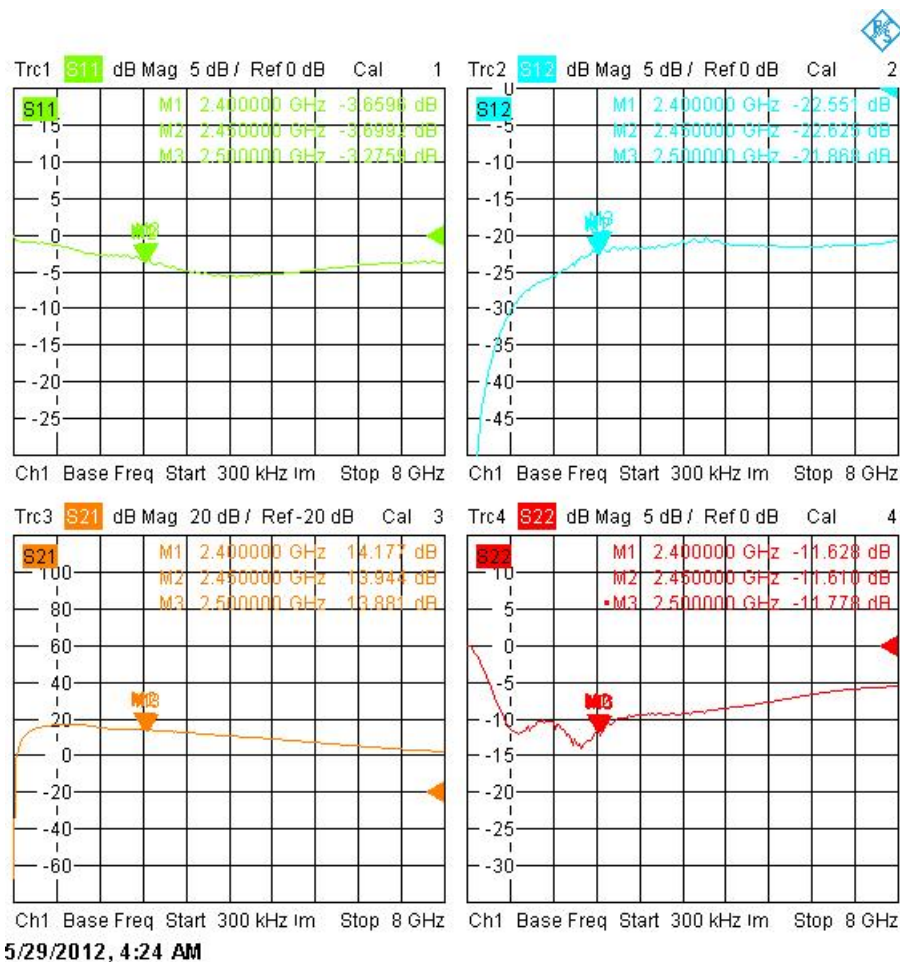 R&S
Trc1 S11 dB Mag 5 dB / Ref 0 dB Cal 1
S11
M1 2.400000 GHz -3.6596 dB
M2 2.450000 GHz -3.6992 dB
M3 2.500000 GHz -3.2759 dB
15
10
5
0
-5
-10
-15
-20
-25
Ch1 Base Freq Start 300 kHz Stop 8 GHz
Trc2 S12 dB Mag 5 dB / Ref 0 dB Cal 2
S12
0
M1 2.400000 GHz -22.551 dB
M2 2.450000 GHz -22.625 dB
M3 2.500000 GHz -21.868 dB
-5
-10
-15
-20
-25
-30
-35
-40
-45
Ch1 Base Freq Start 300 kHz Stop 8 GHz
Trc3 S21 dB Mag 20 dB / Ref -20 dB Cal 3
S21
M1 2.400000 GHz 14.177 dB
M2 2.450000 GHz 13.944 dB
M3 2.500000 GHz 13.881 dB
100
80
60
40
20
0
-20
-40
-60
Ch1 Base Freq Start 300 kHz Stop 8 GHz
Trc4 S22 dB Mag 5 dB / Ref 0 dB Cal 4
S22
M1 2.400000 GHz -11.628 dB
M2 2.450000 GHz -11.610 dB
•M3 2.500000 GHz -11.778 dB
10
5
0
-5
-10
-15
-20
-25
-30
Ch1 Base Freq Start 300 kHz Stop 8 GHz
5/29/2012, 4:24 AM